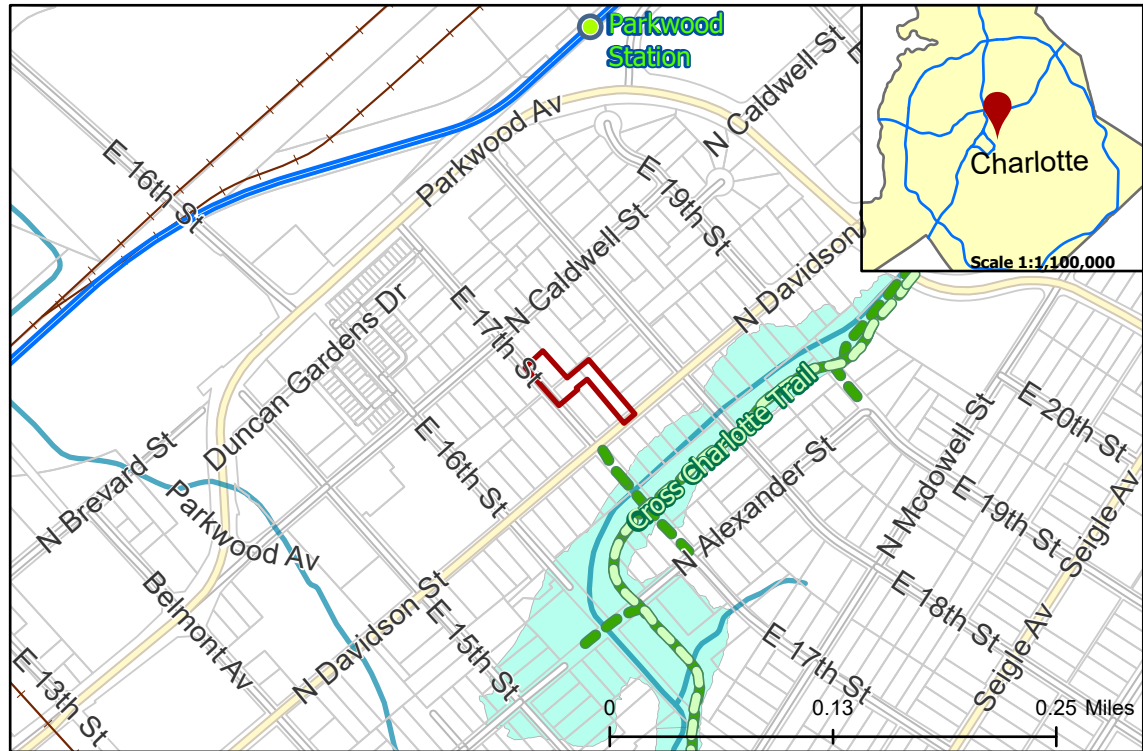 Parkwood
Station
N Caldwell St
E
Parkwood Av
E 16th St
E 19th St
N Caldwell St
N Davidson
E 17th St
Duncan Gardens Dr
Cross Charlotte Trail
E 20th St
N Mcdowell St
E 16th St
N Brevard St
Parkwood Av
N Alexander St
E 19th St
Seigle Av
Belmont Av
N Davidson St
E 15th St
E 18th St
E 17th St
Seigle Av
E 13th St
Charlotte
Scale 1:1,100,000
0 0.13 0.25 Miles